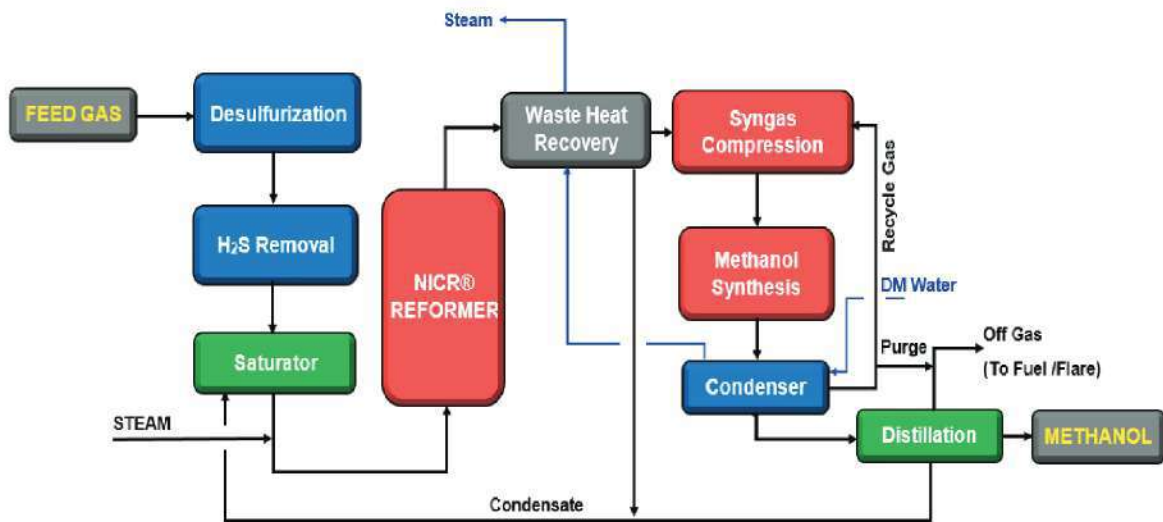 Steam
FEED GAS
Desulfurization
Waste Heat
Recovery
Syngas
Compression
Recycle Gas
H₂S Removal
NICR®
REFORMER
Methanol
Synthesis
DM Water
Saturator
Condenser
Purge
Off Gas
(To Fuel /Flare)
STEAM
Distillation
METHANOL
Condensate